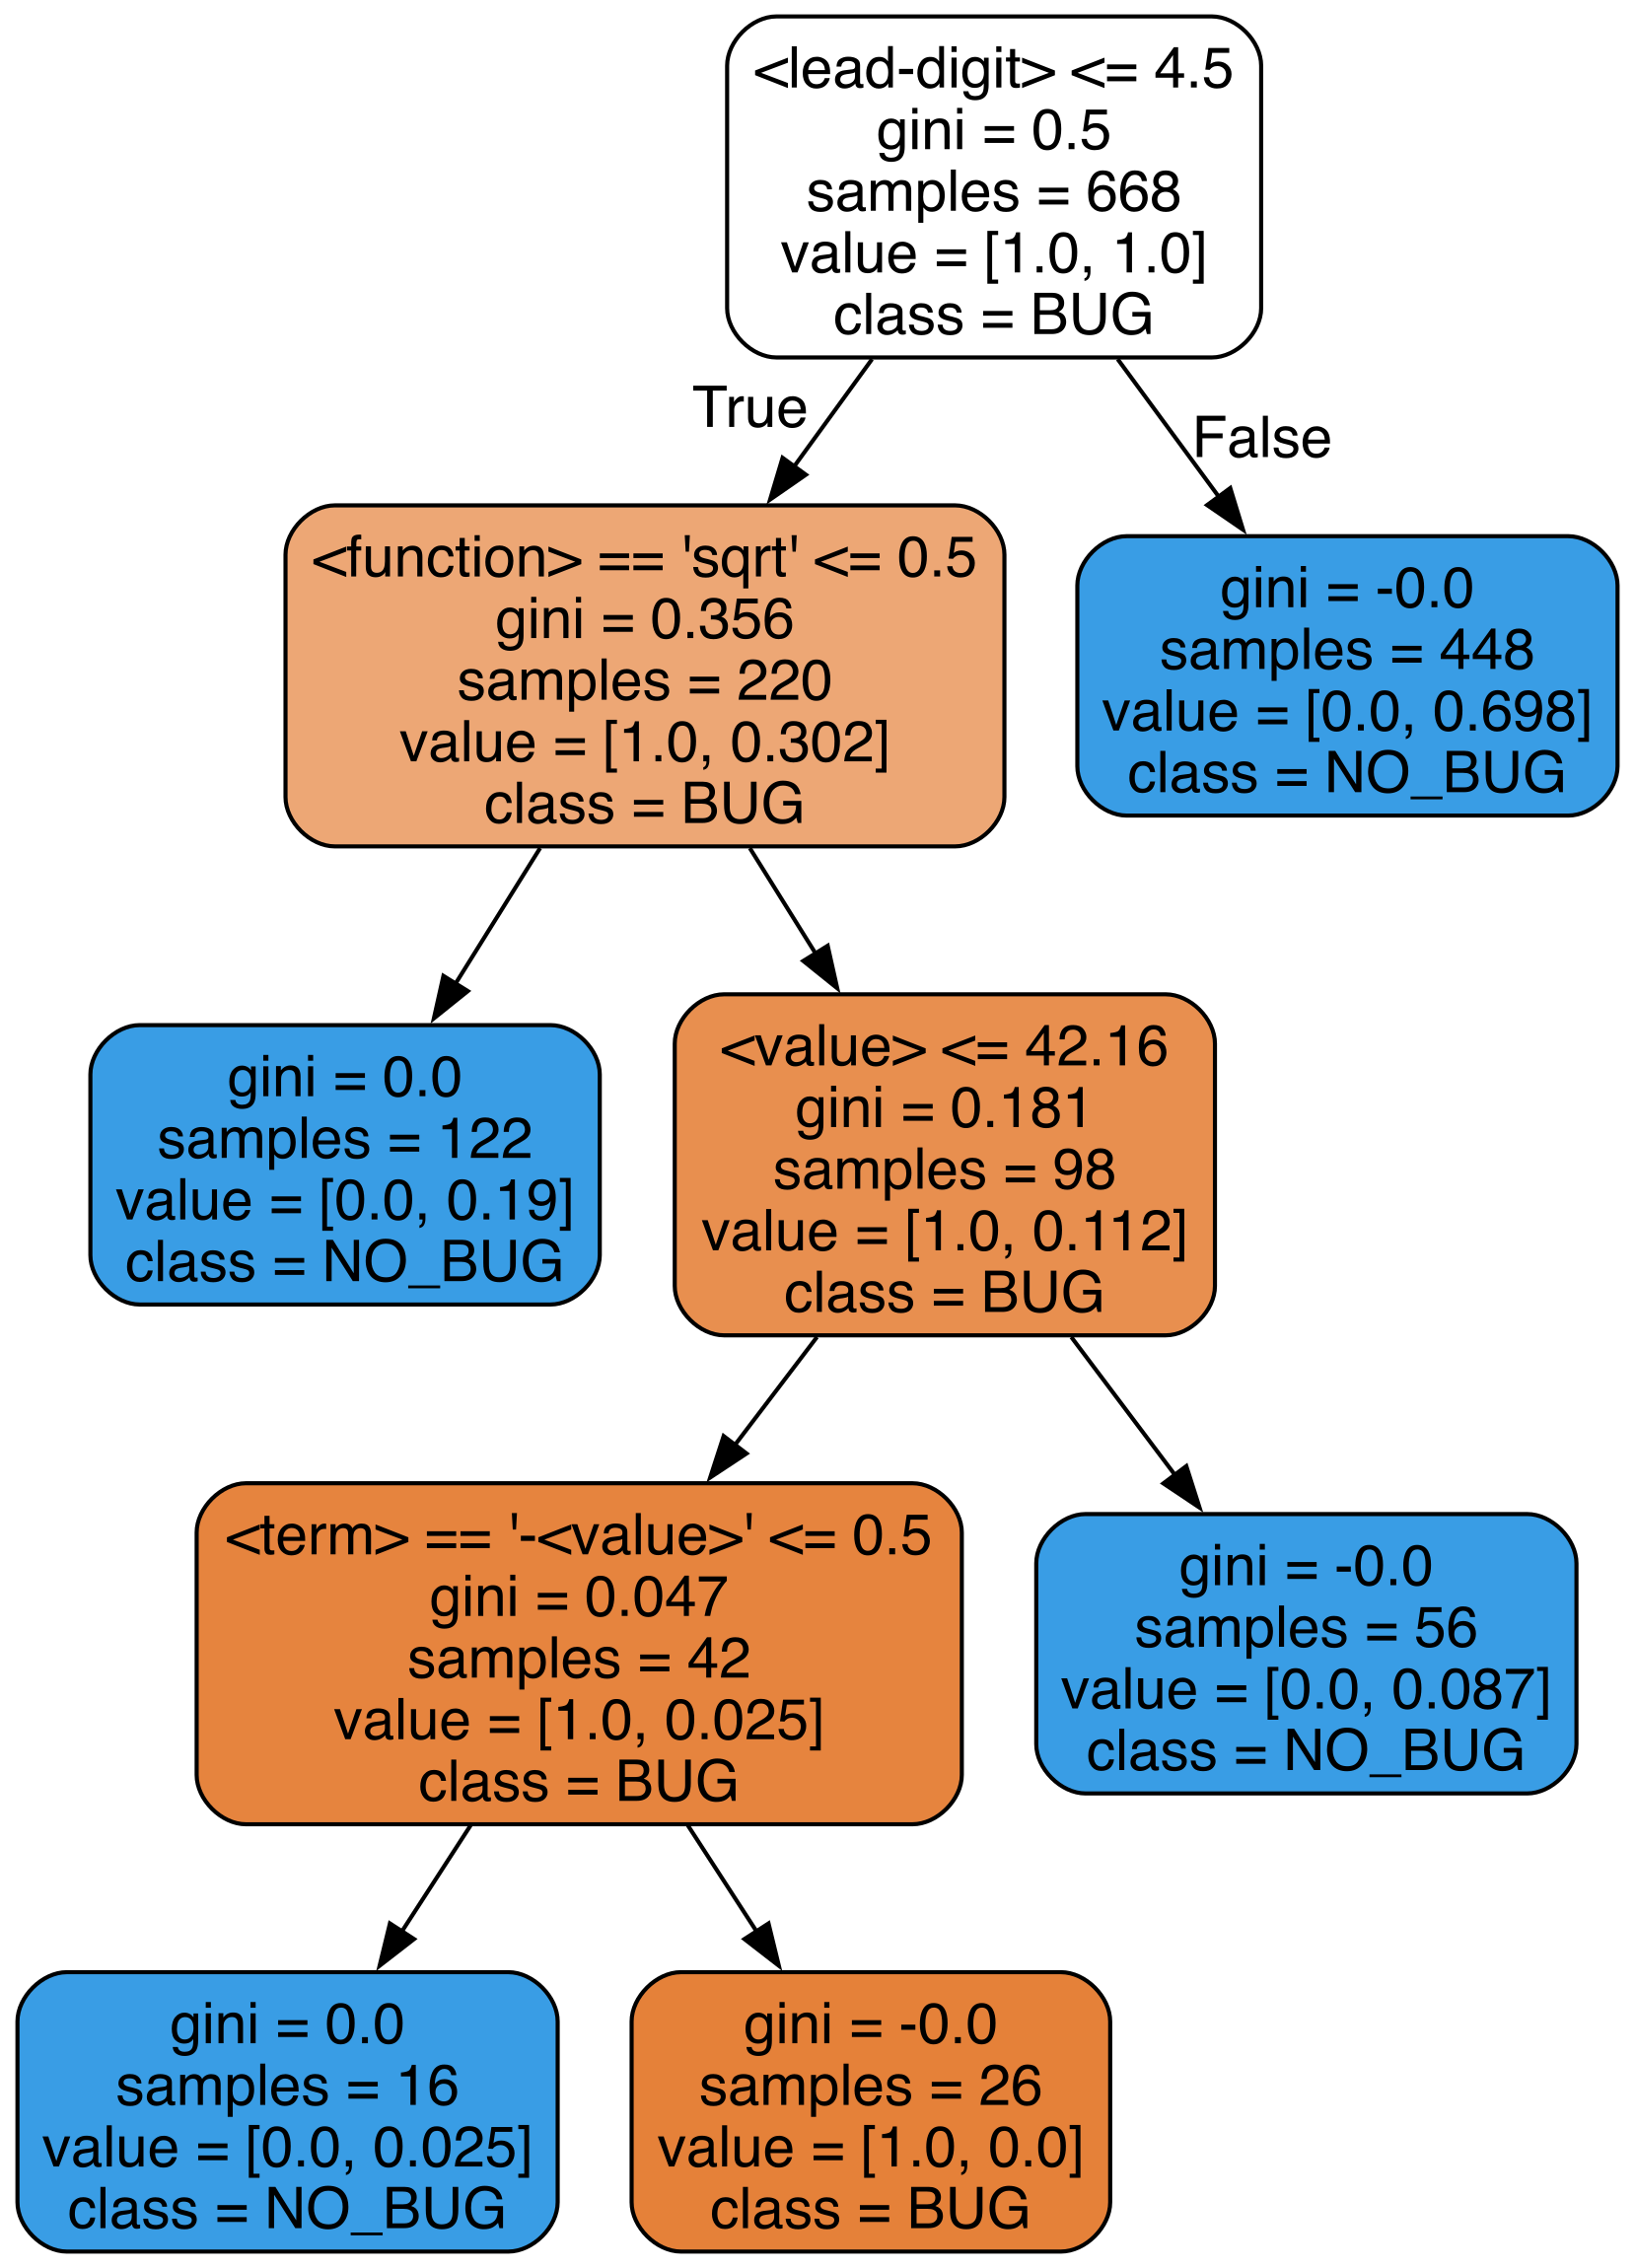 <lead-digit> <= 4.5
gini = 0.5
samples = 668
value = [1.0, 1.0]
class = BUG
True
False
<function> == 'sqrt' <= 0.5
gini = 0.356
samples = 220
value = [1.0, 0.302]
class = BUG
gini = -0.0
samples = 448
value = [0.0, 0.698]
class = NO_BUG
gini = 0.0
samples = 122
value = [0.0, 0.19]
class = NO_BUG
<value> <= 42.16
gini = 0.181
samples = 98
value = [1.0, 0.112]
class = BUG
<term> == '-<value>' <= 0.5
gini = 0.047
samples = 42
value = [1.0, 0.025]
class = BUG
gini = -0.0
samples = 56
value = [0.0, 0.087]
class = NO_BUG
gini = 0.0
samples = 16
value = [0.0, 0.025]
class = NO_BUG
gini = -0.0
samples = 26
value = [1.0, 0.0]
class = BUG